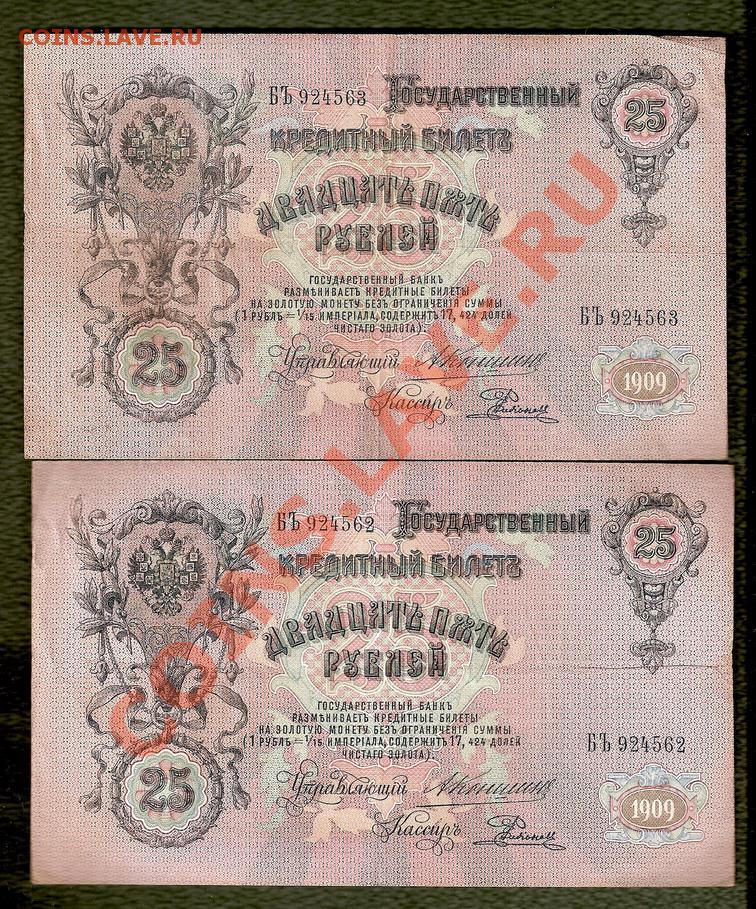 COINS.LAVE.RU
БЪ 924563 ГОСУДАРСТВЕННЫЙ
КРЕДИТНЫЙ БИЛЕТЪ
25
ДВАДЦАТЬ ПЯТЬ
25
РУБЛЕЙ
ГОСУДАРСТВЕННЫЙ БАНКЪ
РАЗМѢНИВАЕТЪ КРЕДИТНЫЕ БИЛЕТЫ
НА ЗОЛОТУЮ МОНЕТУ БЕЗЪ ОГРАНИЧЕНІЯ СУММЫ
(1 РУБЛЬ = 1/15 ИМПЕРІАЛА, СОДЕРЖИТЪ 17, 424 ДОЛЕЙ
ЧИСТАГО ЗОЛОТА).
БЪ 924563
Управляющій
25
1909
Кассиръ
COINS.LAVE.RU
БЪ 924562 ГОСУДАРСТВЕННЫЙ
КРЕДИТНЫЙ БИЛЕТЪ
25
ДВАДЦАТЬ ПЯТЬ
25
РУБЛЕЙ
ГОСУДАРСТВЕННЫЙ БАНКЪ
РАЗМѢНИВАЕТЪ КРЕДИТНЫЕ БИЛЕТЫ
НА ЗОЛОТУЮ МОНЕТУ БЕЗЪ ОГРАНИЧЕНІЯ СУММЫ
(1 РУБЛЬ = 1/15 ИМПЕРІАЛА, СОДЕРЖИТЪ 17, 424 ДОЛЕЙ
ЧИСТАГО ЗОЛОТА).
БЪ 924562
Управляющій
25
1909
Кассиръ